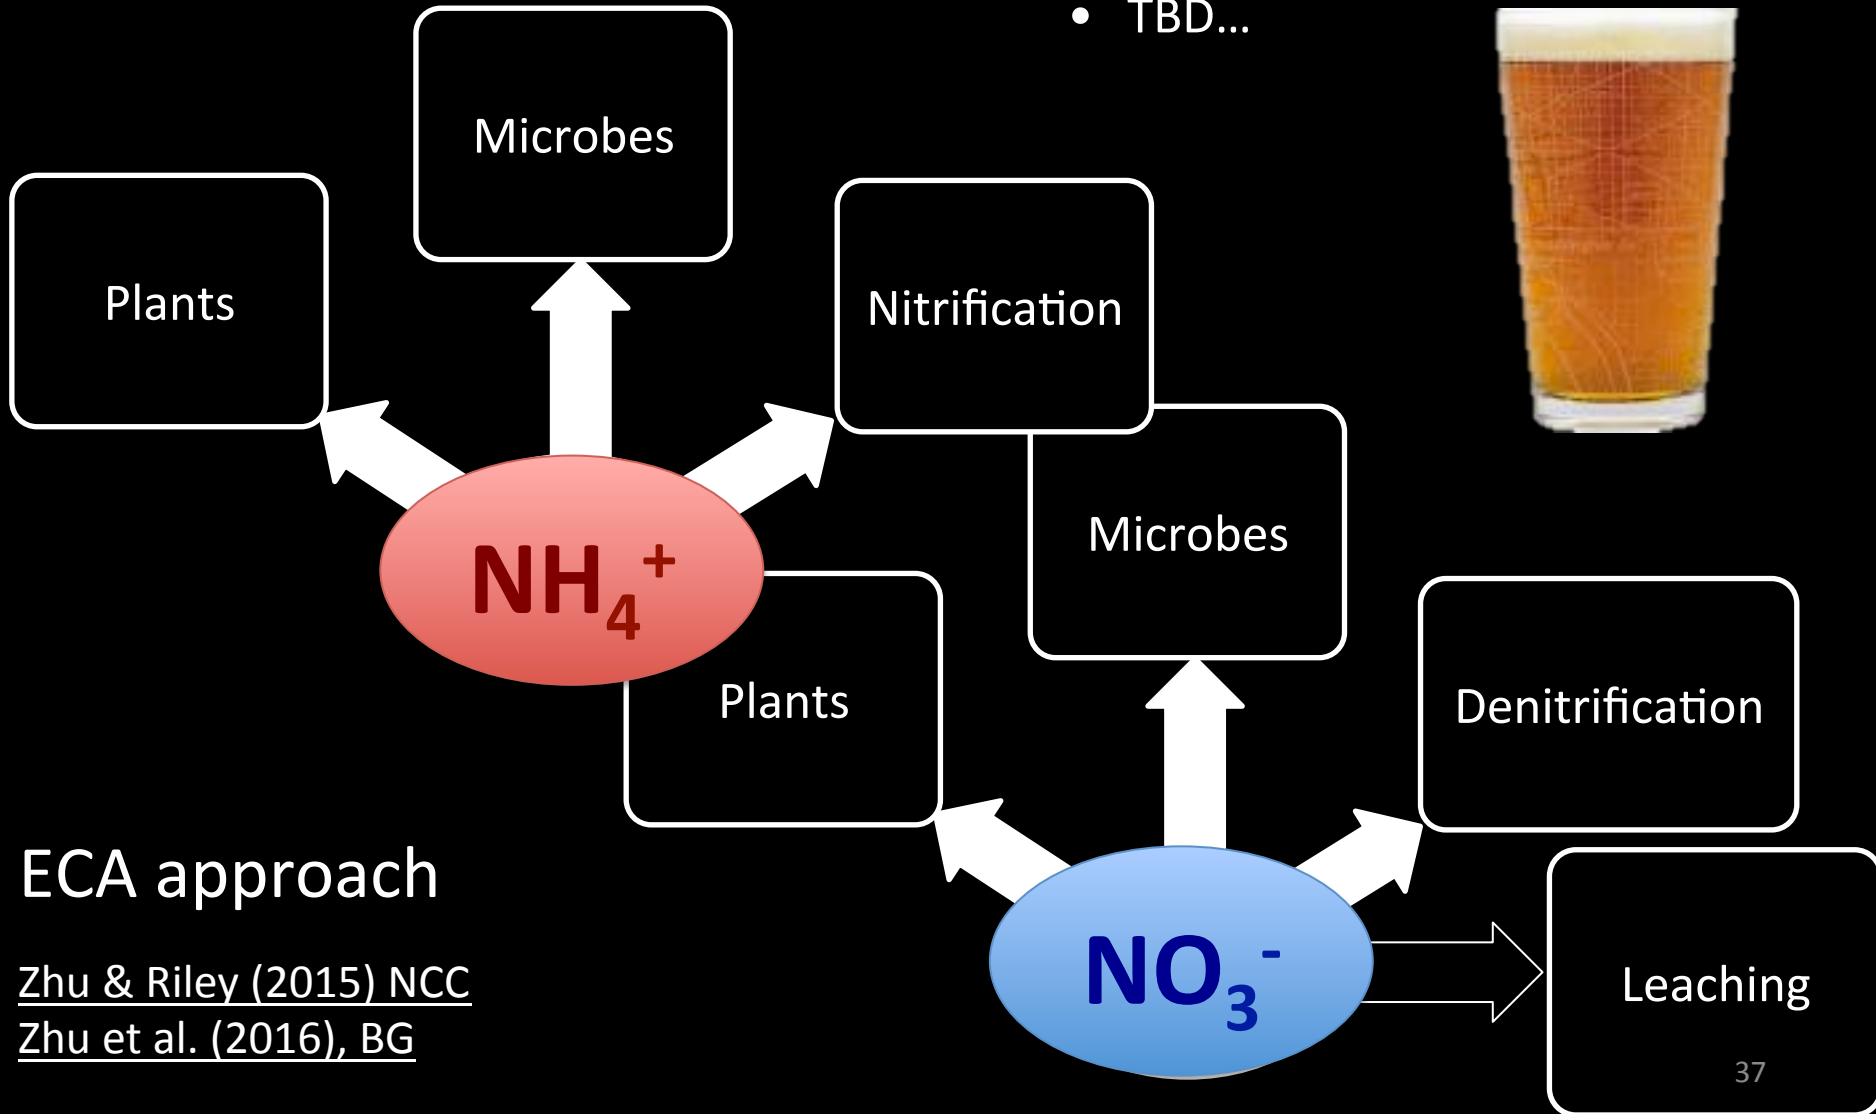 • TBD...
Microbes
Plants
Nitrification
Microbes
NH₄⁺
Plants
Denitrification
ECA approach
NO₃⁻
Leaching
Zhu & Riley (2015) NCC
Zhu et al. (2016), BG
37